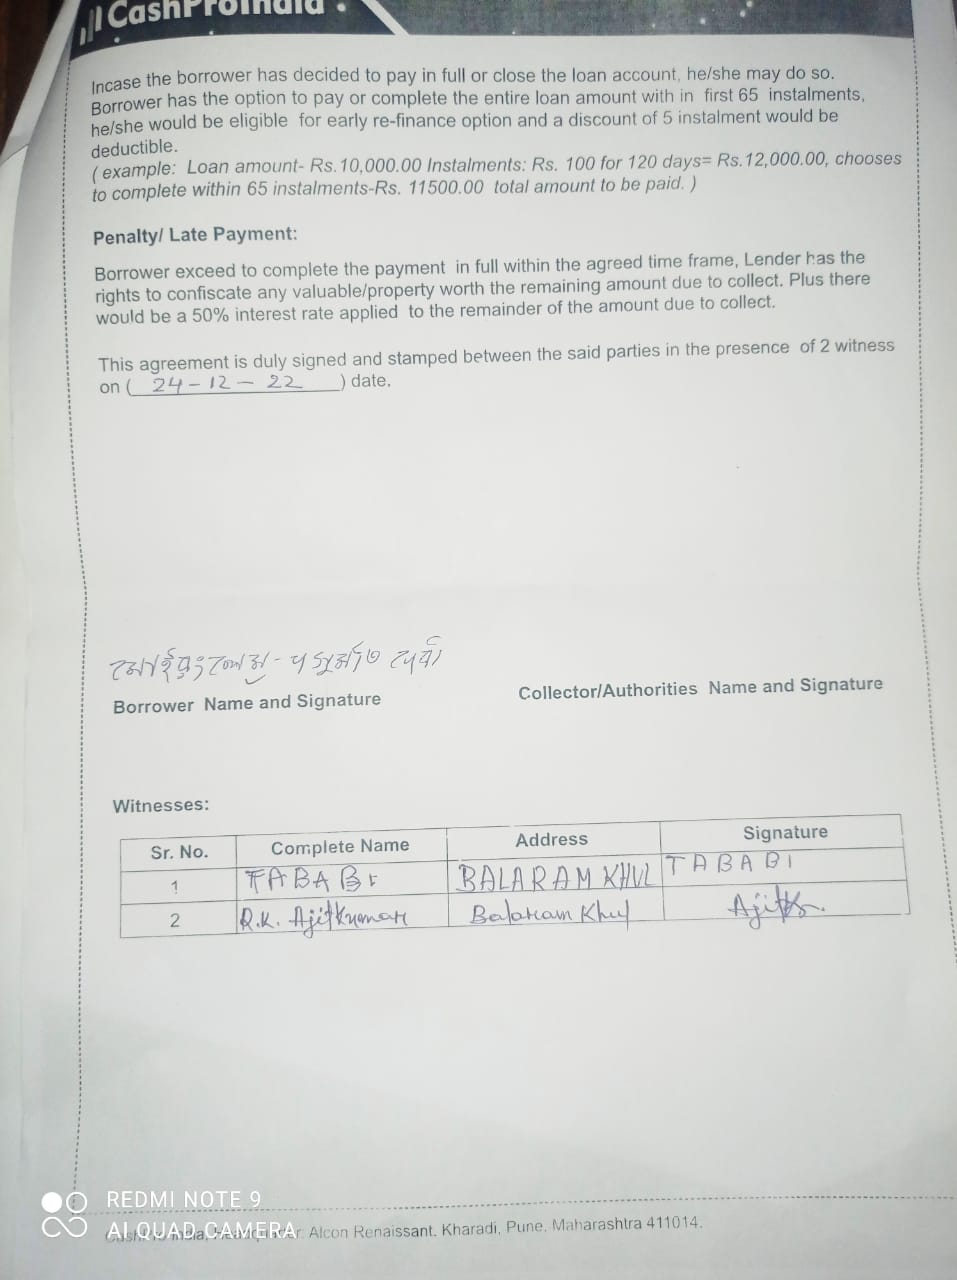 CashProIndia
Incase the borrower has decided to pay in full or close the loan account, he/she may do so.
Borrower has the option to pay or complete the entire loan amount with in first 65 instalments,
he/she would be eligible for early re-finance option and a discount of 5 instalment would be
deductible.
(example: Loan amount- Rs.10,000.00 Instalments: Rs. 100 for 120 days= Rs.12,000.00, chooses
to complete within 65 instalments-Rs. 11500.00 total amount to be paid.)
Penalty/ Late Payment:
Borrower exceed to complete the payment in full within the agreed time frame, Lender has the
rights to confiscate any valuable/property worth the remaining amount due to collect. Plus there
would be a 50% interest rate applied to the remainder of the amount due to collect.
This agreement is duly signed and stamped between the said parties in the presence of 2 witness
on ( 24-12-22 ) date.
Borrower Name and Signature
Collector/Authorities Name and Signature
Witnesses:
Sr. No. Complete Name Address Signature
1 TABABI BALARAM KHUL TABABI
2 R.K. Ajitkumar Balaram Khul Ajitk
REDMI NOTE 9
AI QUAD CAMERA
Alcon Renaissant, Kharadi, Pune, Maharashtra 411014.